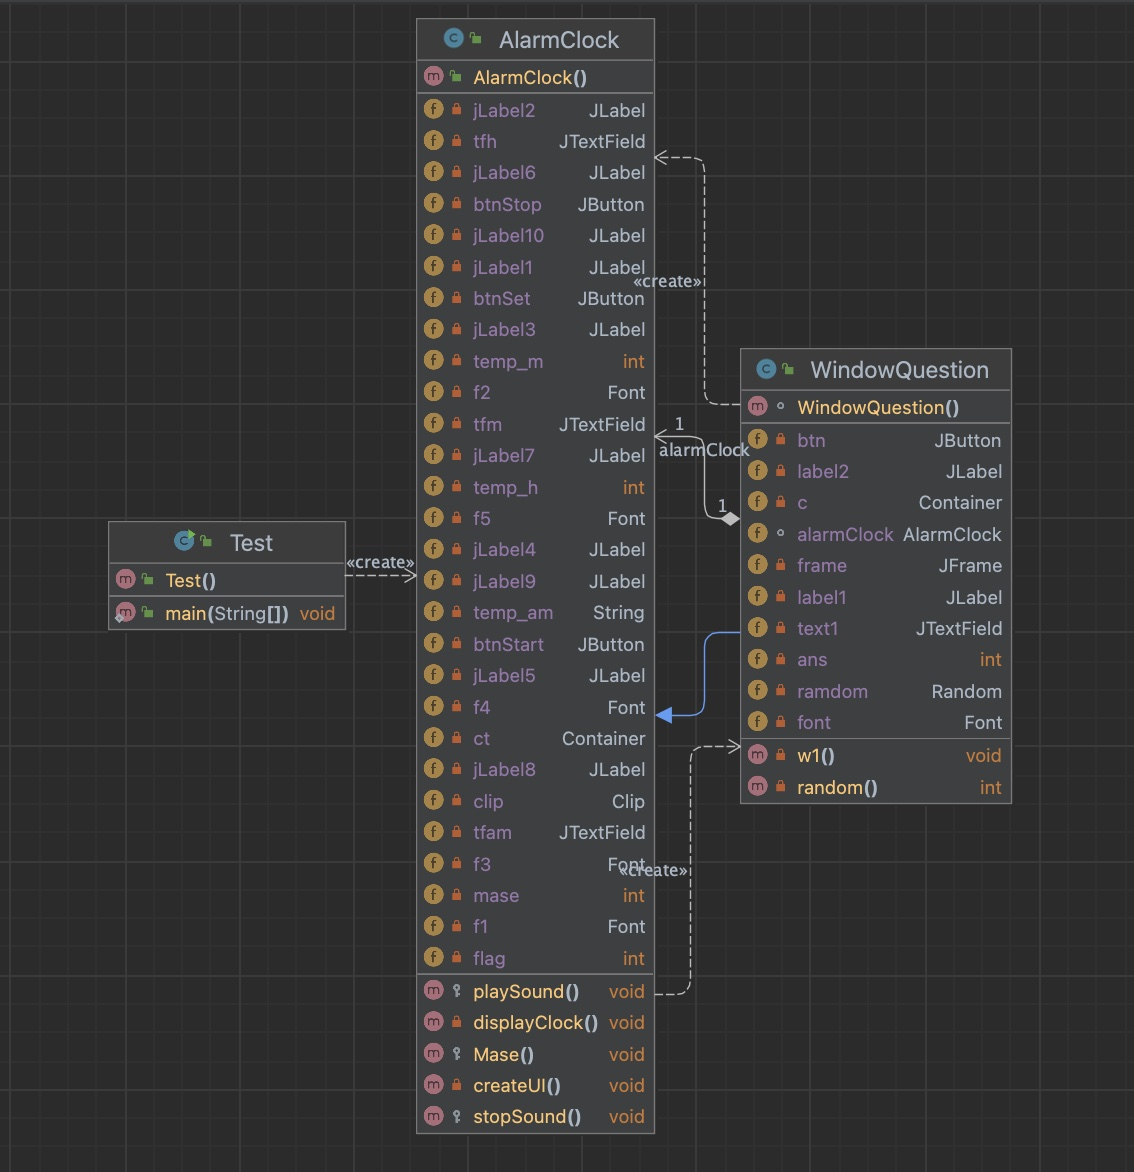 AlarmClock
AlarmClock()
jLabel2 JLabel
tfh JTextField
jLabel6 JLabel
btnStop JButton
jLabel10 JLabel
jLabel1 JLabel
btnSet JButton
jLabel3 JLabel
temp_m int
f2 Font
tfm JTextField
jLabel7 JLabel
temp_h int
f5 Font
jLabel4 JLabel
jLabel9 JLabel
temp_am String
btnStart JButton
jLabel5 JLabel
f4 Font
ct Container
jLabel8 JLabel
clip Clip
tfam JTextField
f3 Font
mase int
f1 Font
flag int
playSound() void
displayClock() void
Mase() void
createUI() void
stopSound() void
«create»
1
alarmClock
1
«create»
WindowQuestion
WindowQuestion()
btn JButton
label2 JLabel
c Container
alarmClock AlarmClock
frame JFrame
label1 JLabel
text1 JTextField
ans int
ramdom Random
font Font
w1() void
random() int
Test
Test()
main(String[]) void
«create»